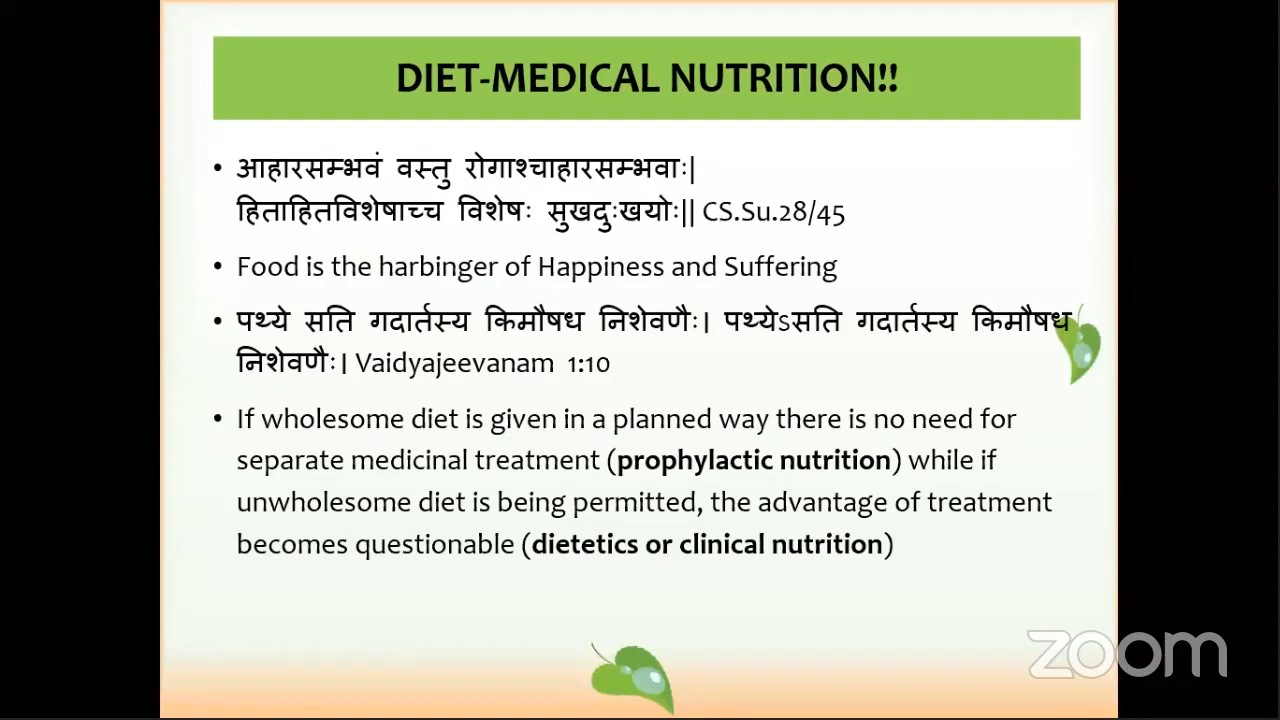 DIET-MEDICAL NUTRITION!!
• आहारसम्भवं वस्तु रोगाश्चाहारसम्भवाः|
हिताहितविशेषाच्च विशेषः सुखदुःखयोः|| CS.Su.28/45
• Food is the harbinger of Happiness and Suffering
• पथ्ये सति गदार्तस्य किमौषध निशेवणैः। पथ्येऽसति गदार्तस्य किमौषध
निशेवणैः। Vaidyajeevanam 1:10
• If wholesome diet is given in a planned way there is no need for
separate medicinal treatment (prophylactic nutrition) while if
unwholesome diet is being permitted, the advantage of treatment
becomes questionable (dietetics or clinical nutrition)
zoom